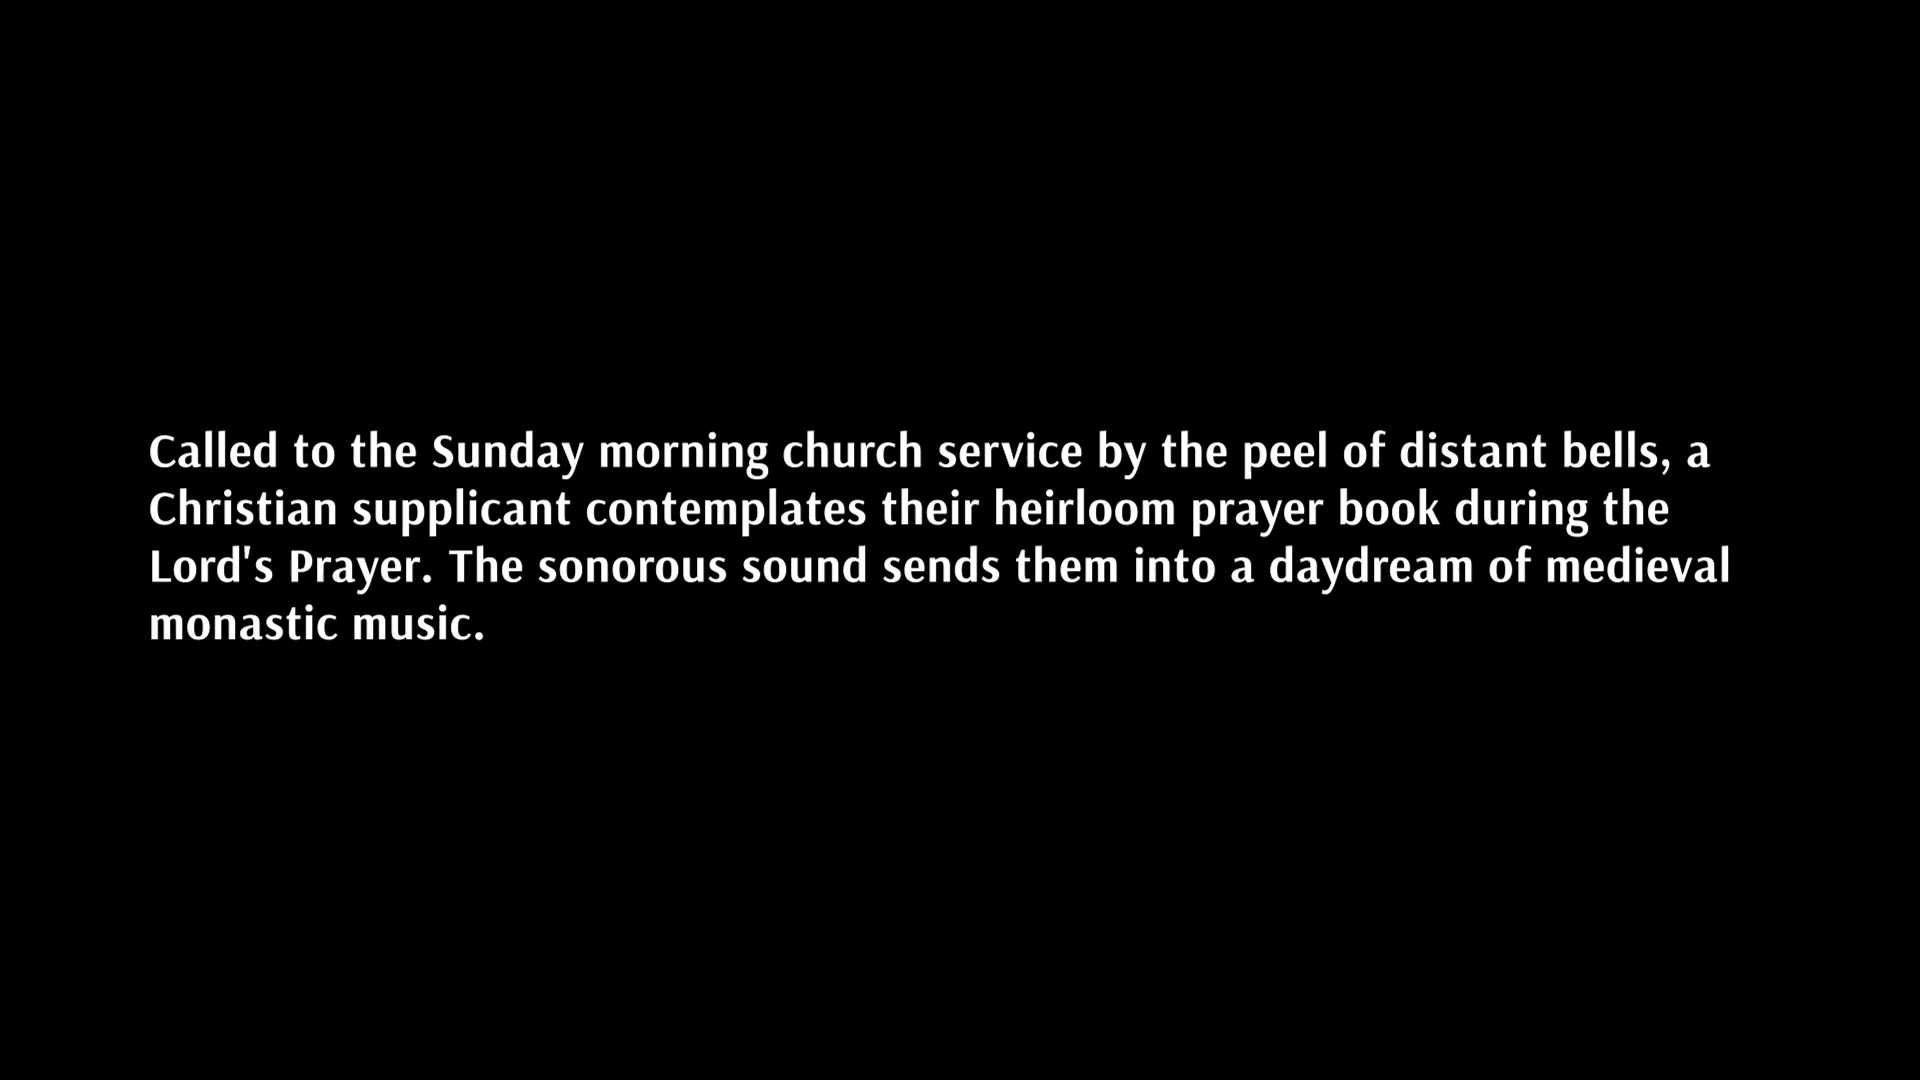 Called to the Sunday morning church service by the peel of distant bells, a
Christian supplicant contemplates their heirloom prayer book during the
Lord's Prayer. The sonorous sound sends them into a daydream of medieval
monastic music.